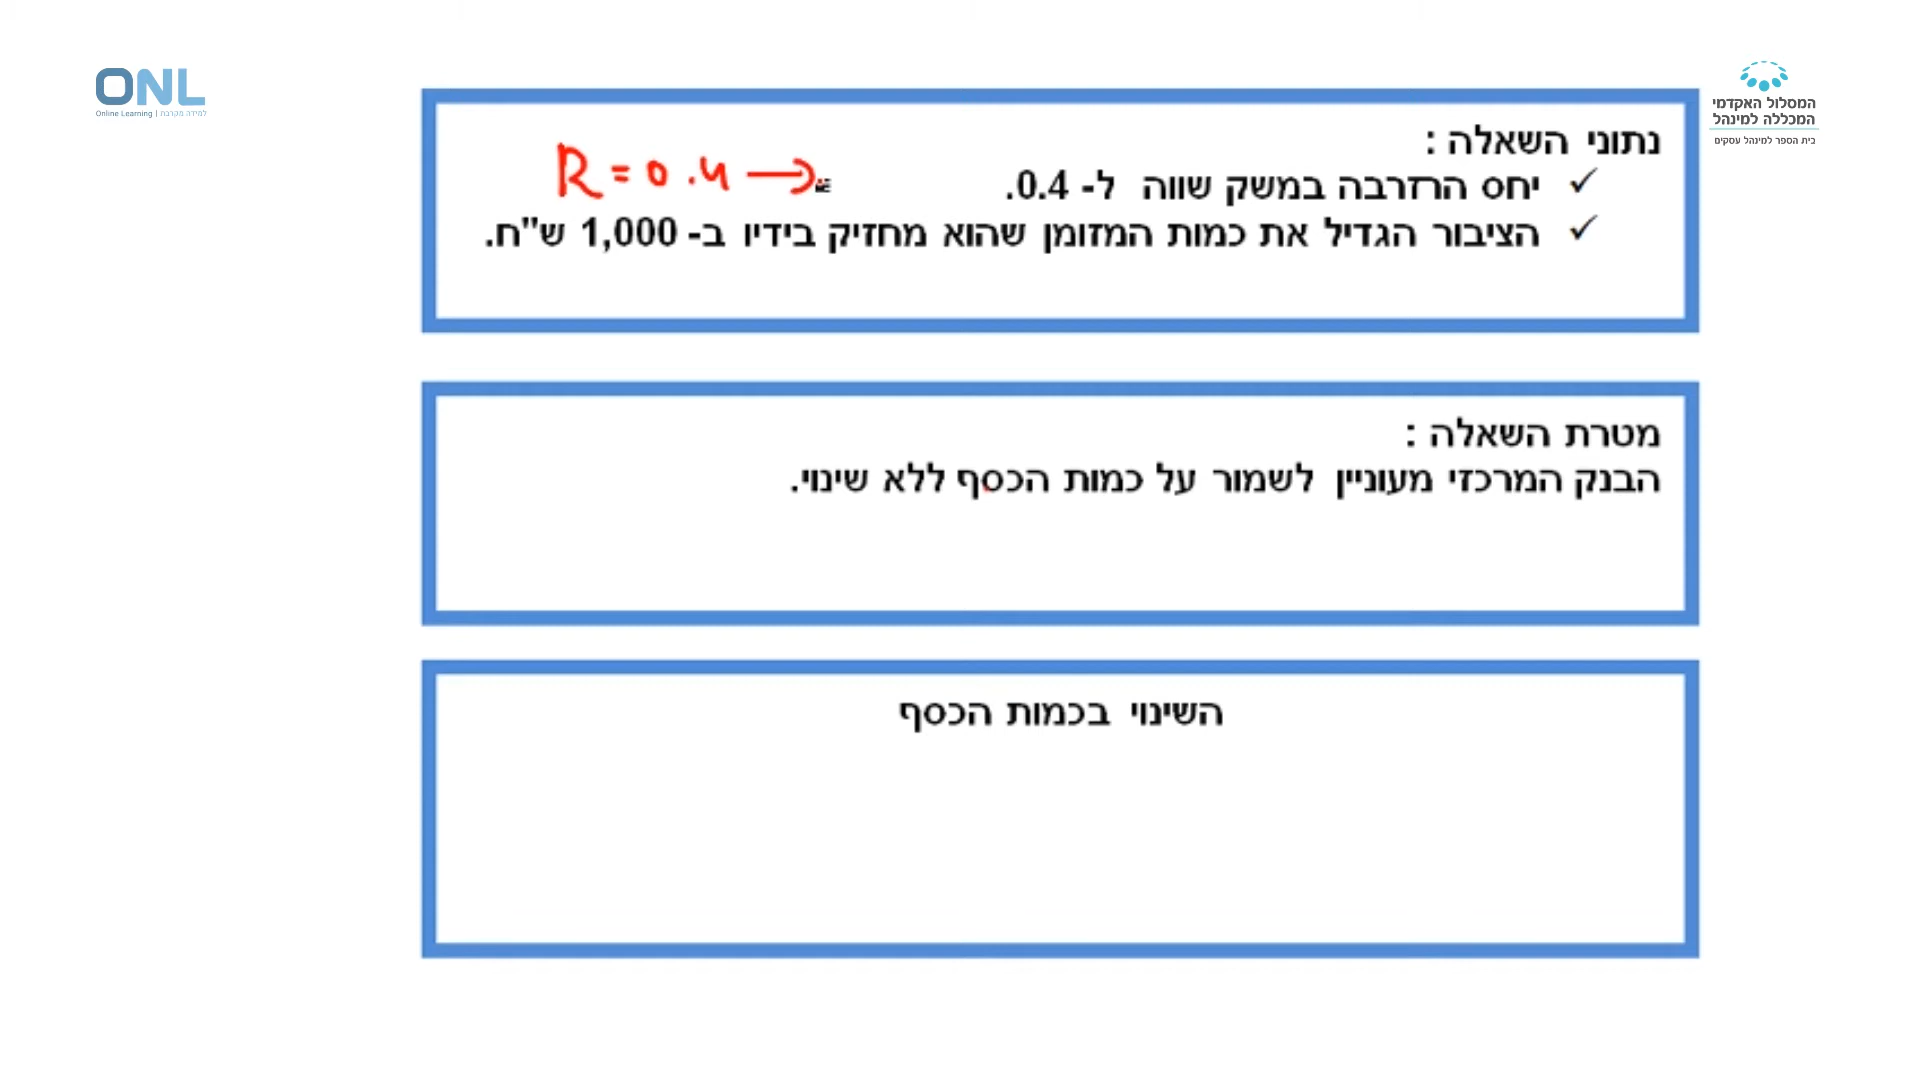 ONL
Online Learning | למידה מקרבת
המסלול האקדמי
המכללה למינהל
בית הספר למינהל עסקים
נתוני השאלה :
✓ יחס הרזרבה במשק שווה ל- 0.4.
R = 0.4 →
✓ הציבור הגדיל את כמות המזומן שהוא מחזיק בידיו ב- 1,000 ש"ח.
מטרת השאלה :
הבנק המרכזי מעוניין לשמור על כמות הכסף ללא שינוי.
השינוי בכמות הכסף